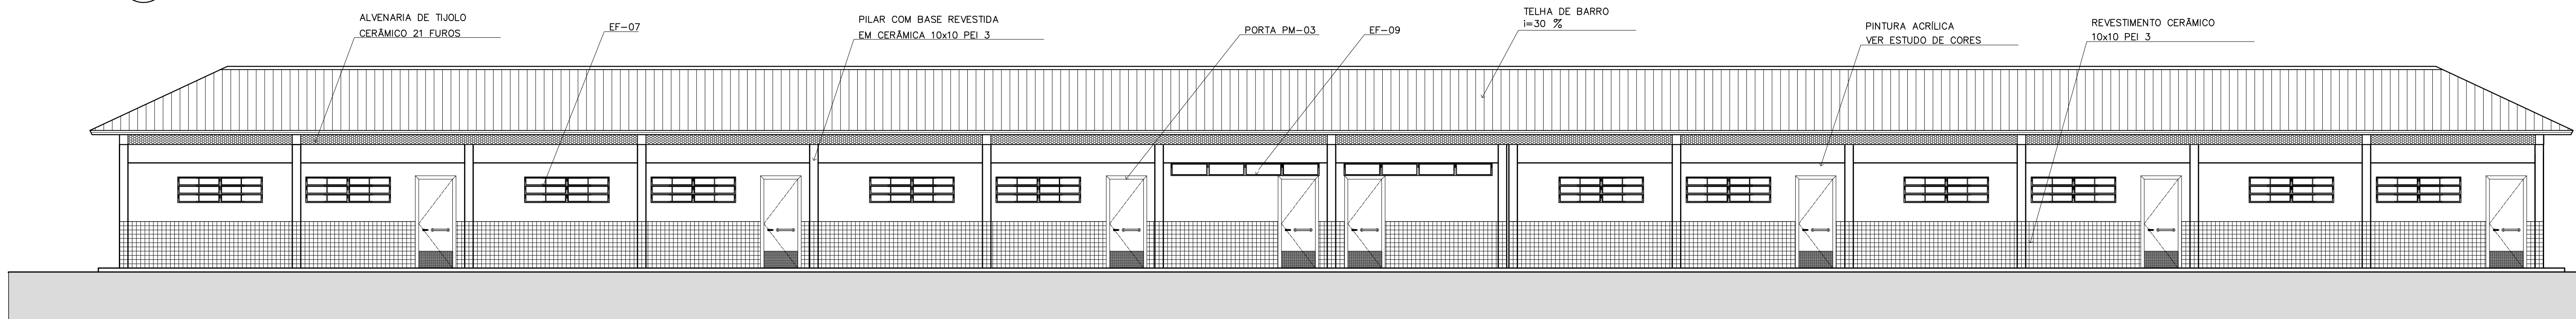 ALVENARIA DE TIJOLO
CERÂMICO 21 FUROS
EF-07
PILAR COM BASE REVESTIDA
EM CERÂMICA 10x10 PEI 3
PORTA PM-03
EF-09
TELHA DE BARRO
i=30 %
PINTURA ACRÍLICA
VER ESTUDO DE CORES
REVESTIMENTO CERÂMICO
10x10 PEI 3